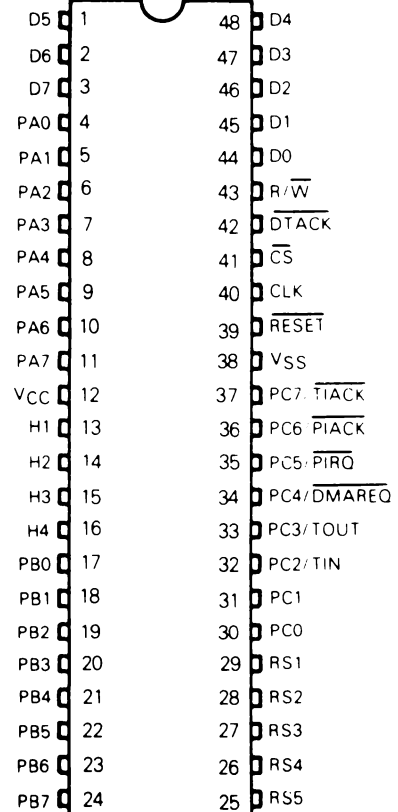 D5 1 48 D4
D6 2 47 D3
D7 3 46 D2
PA0 4 45 D1
PA1 5 44 D0
PA2 6 43 R/W̅
PA3 7 42 D̅T̅A̅C̅K̅
PA4 8 41 C̅S̅
PA5 9 40 CLK
PA6 10 39 R̅E̅S̅E̅T̅
PA7 11 38 VSS
VCC 12 37 PC7/T̅I̅A̅C̅K̅
H1 13 36 PC6 P̅I̅A̅C̅K̅
H2 14 35 PC5/P̅I̅R̅Q̅
H3 15 34 PC4/D̅M̅A̅R̅E̅Q̅
H4 16 33 PC3/TOUT
PB0 17 32 PC2/TIN
PB1 18 31 PC1
PB2 19 30 PC0
PB3 20 29 RS1
PB4 21 28 RS2
PB5 22 27 RS3
PB6 23 26 RS4
PB7 24 25 RS5